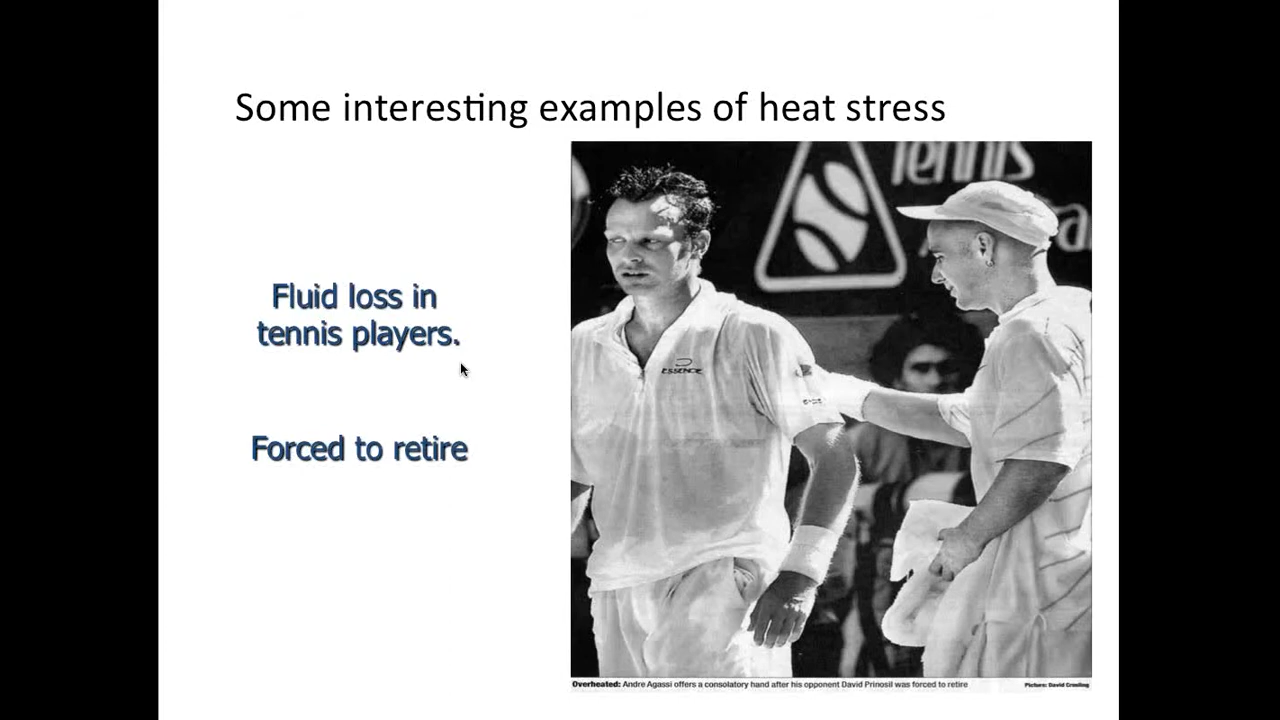 Some interesting examples of heat stress
Fluid loss in
tennis players.
Forced to retire
Tennis
ESSENCE
Overheated: Andre Agassi offers a consolatory hand after his opponent David Prinosil was forced to retire
Picture: David Crosling